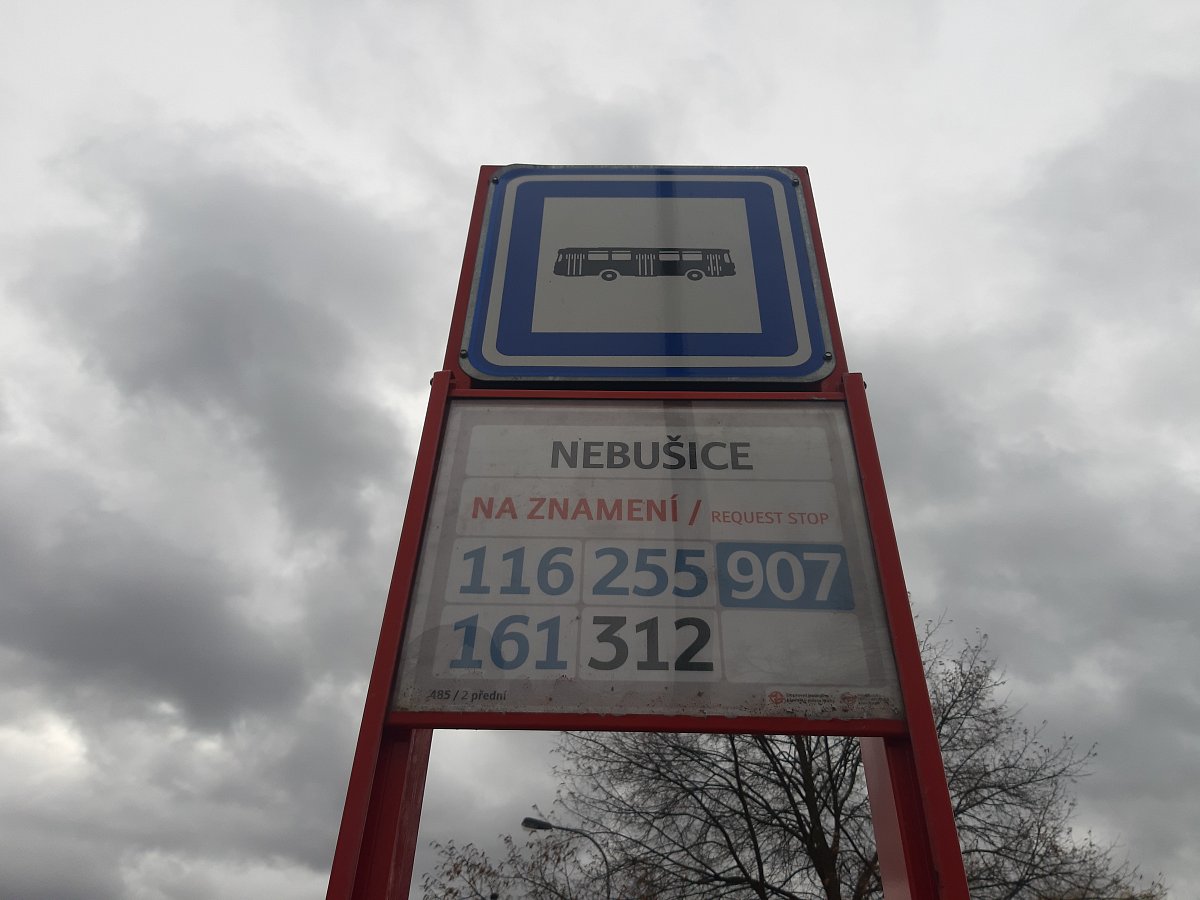 NEBUŠICE
NA ZNAMENÍ / REQUEST STOP
116 255 907
161 312
485 / 2 přední